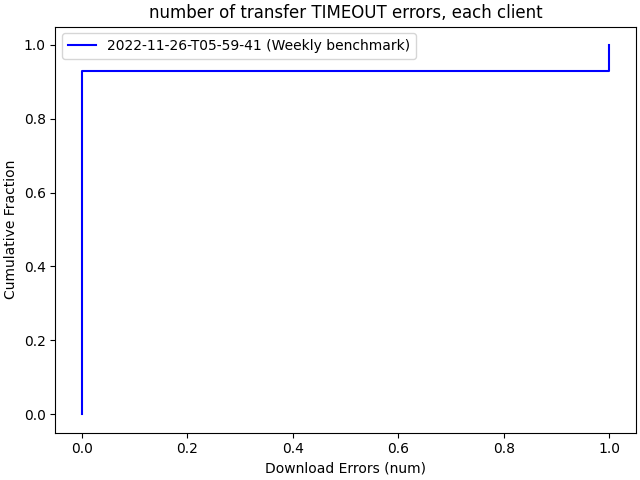 number of transfer TIMEOUT errors, each client
2022-11-26-T05-59-41 (Weekly benchmark)
1.0
0.8
0.6
0.4
0.2
0.0
Cumulative Fraction
0.0 0.2 0.4 0.6 0.8 1.0
Download Errors (num)